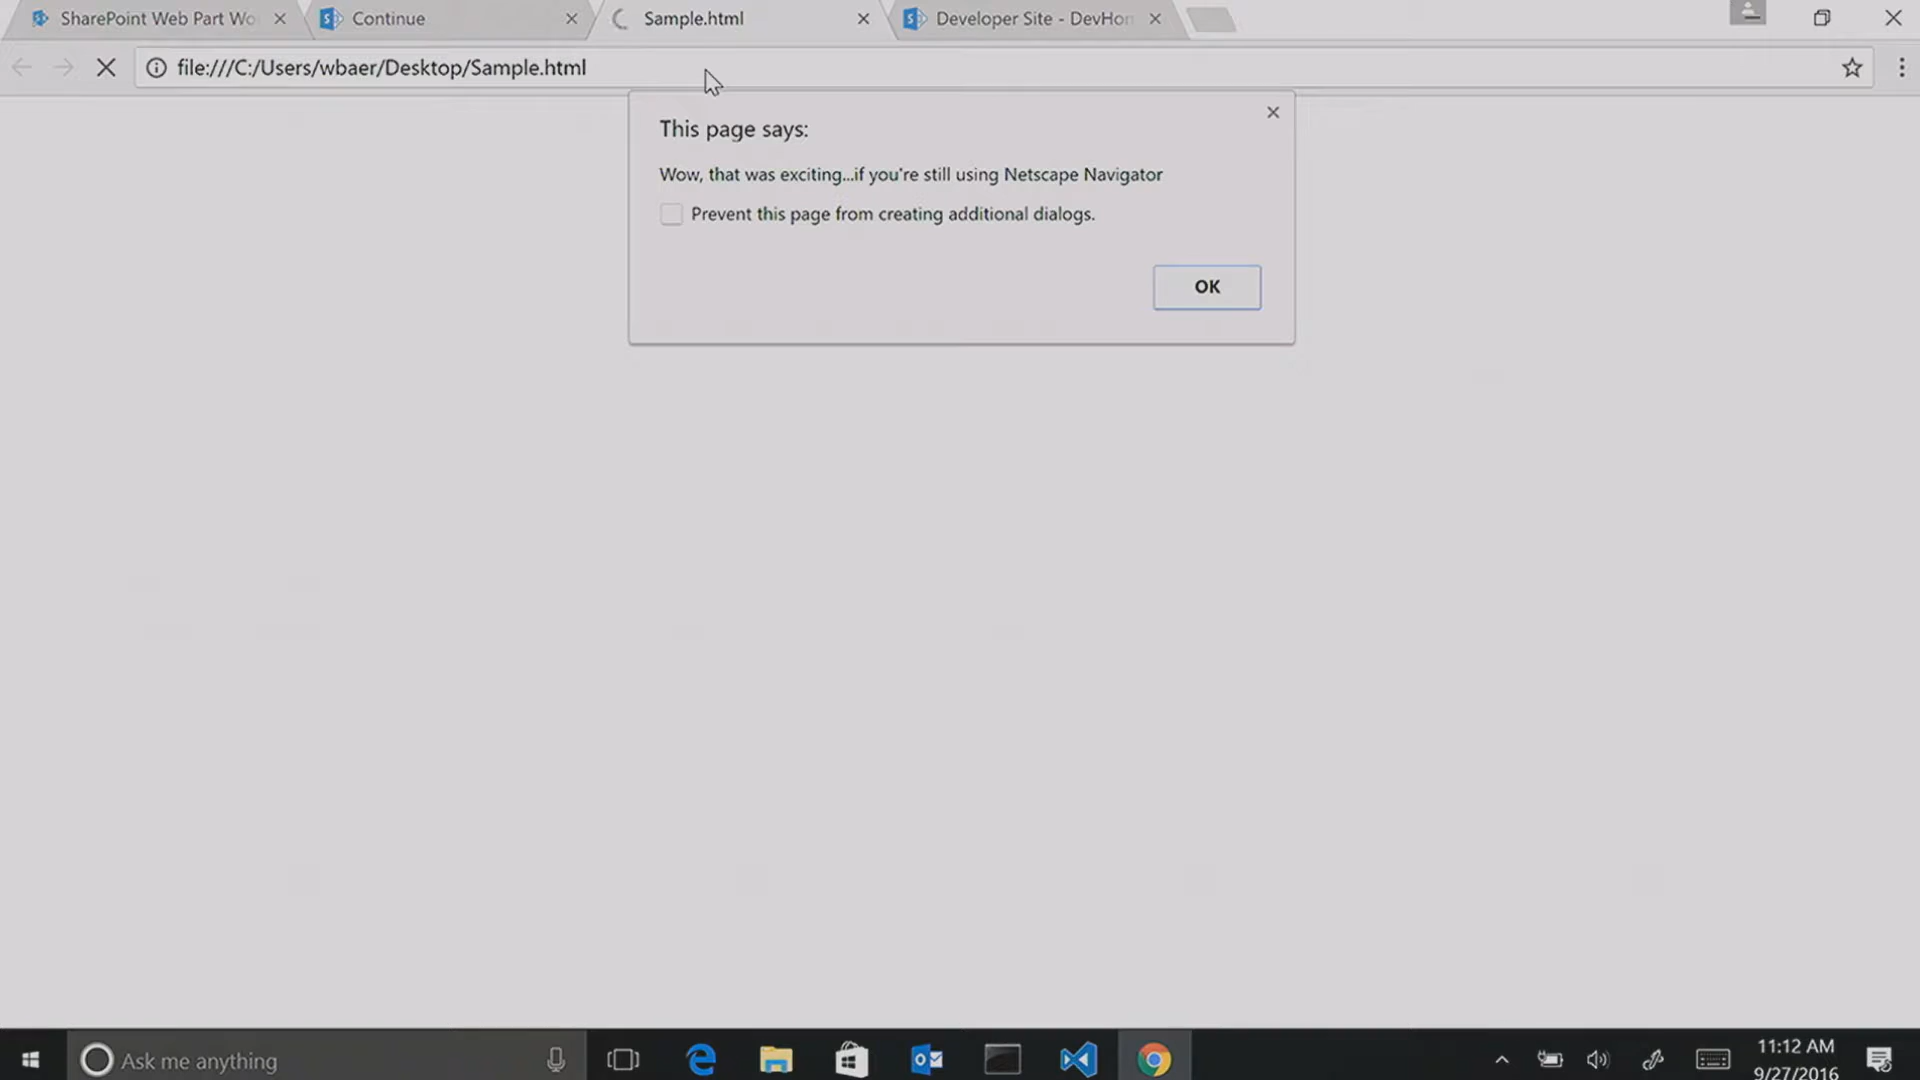 SharePoint Web Part Wo
Continue
Sample.html
Developer Site - DevHon
file:///C:/Users/wbaer/Desktop/Sample.html
This page says:
Wow, that was exciting...if you're still using Netscape Navigator
Prevent this page from creating additional dialogs.
OK
Ask me anything
11:12 AM
9/27/2016